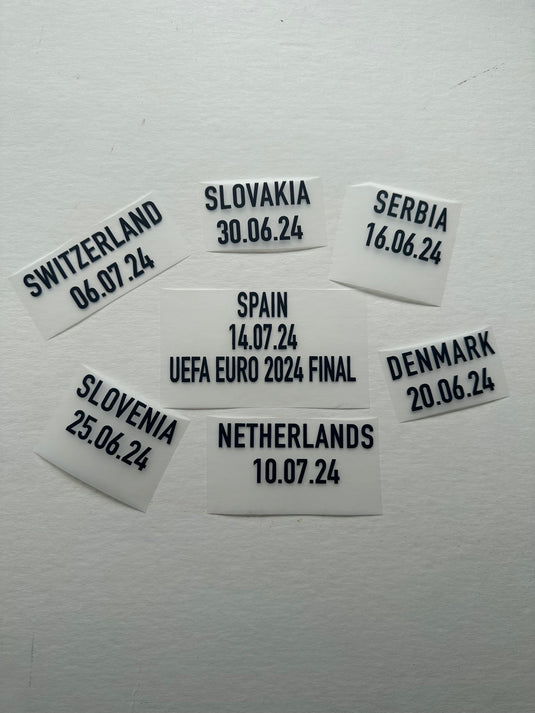 SLOVAKIA
30.06.24
SERBIA
16.06.24
SWITZERLAND
06.07.24
SPAIN
14.07.24
UEFA EURO 2024 FINAL
DENMARK
20.06.24
SLOVENIA
25.06.24
NETHERLANDS
10.07.24